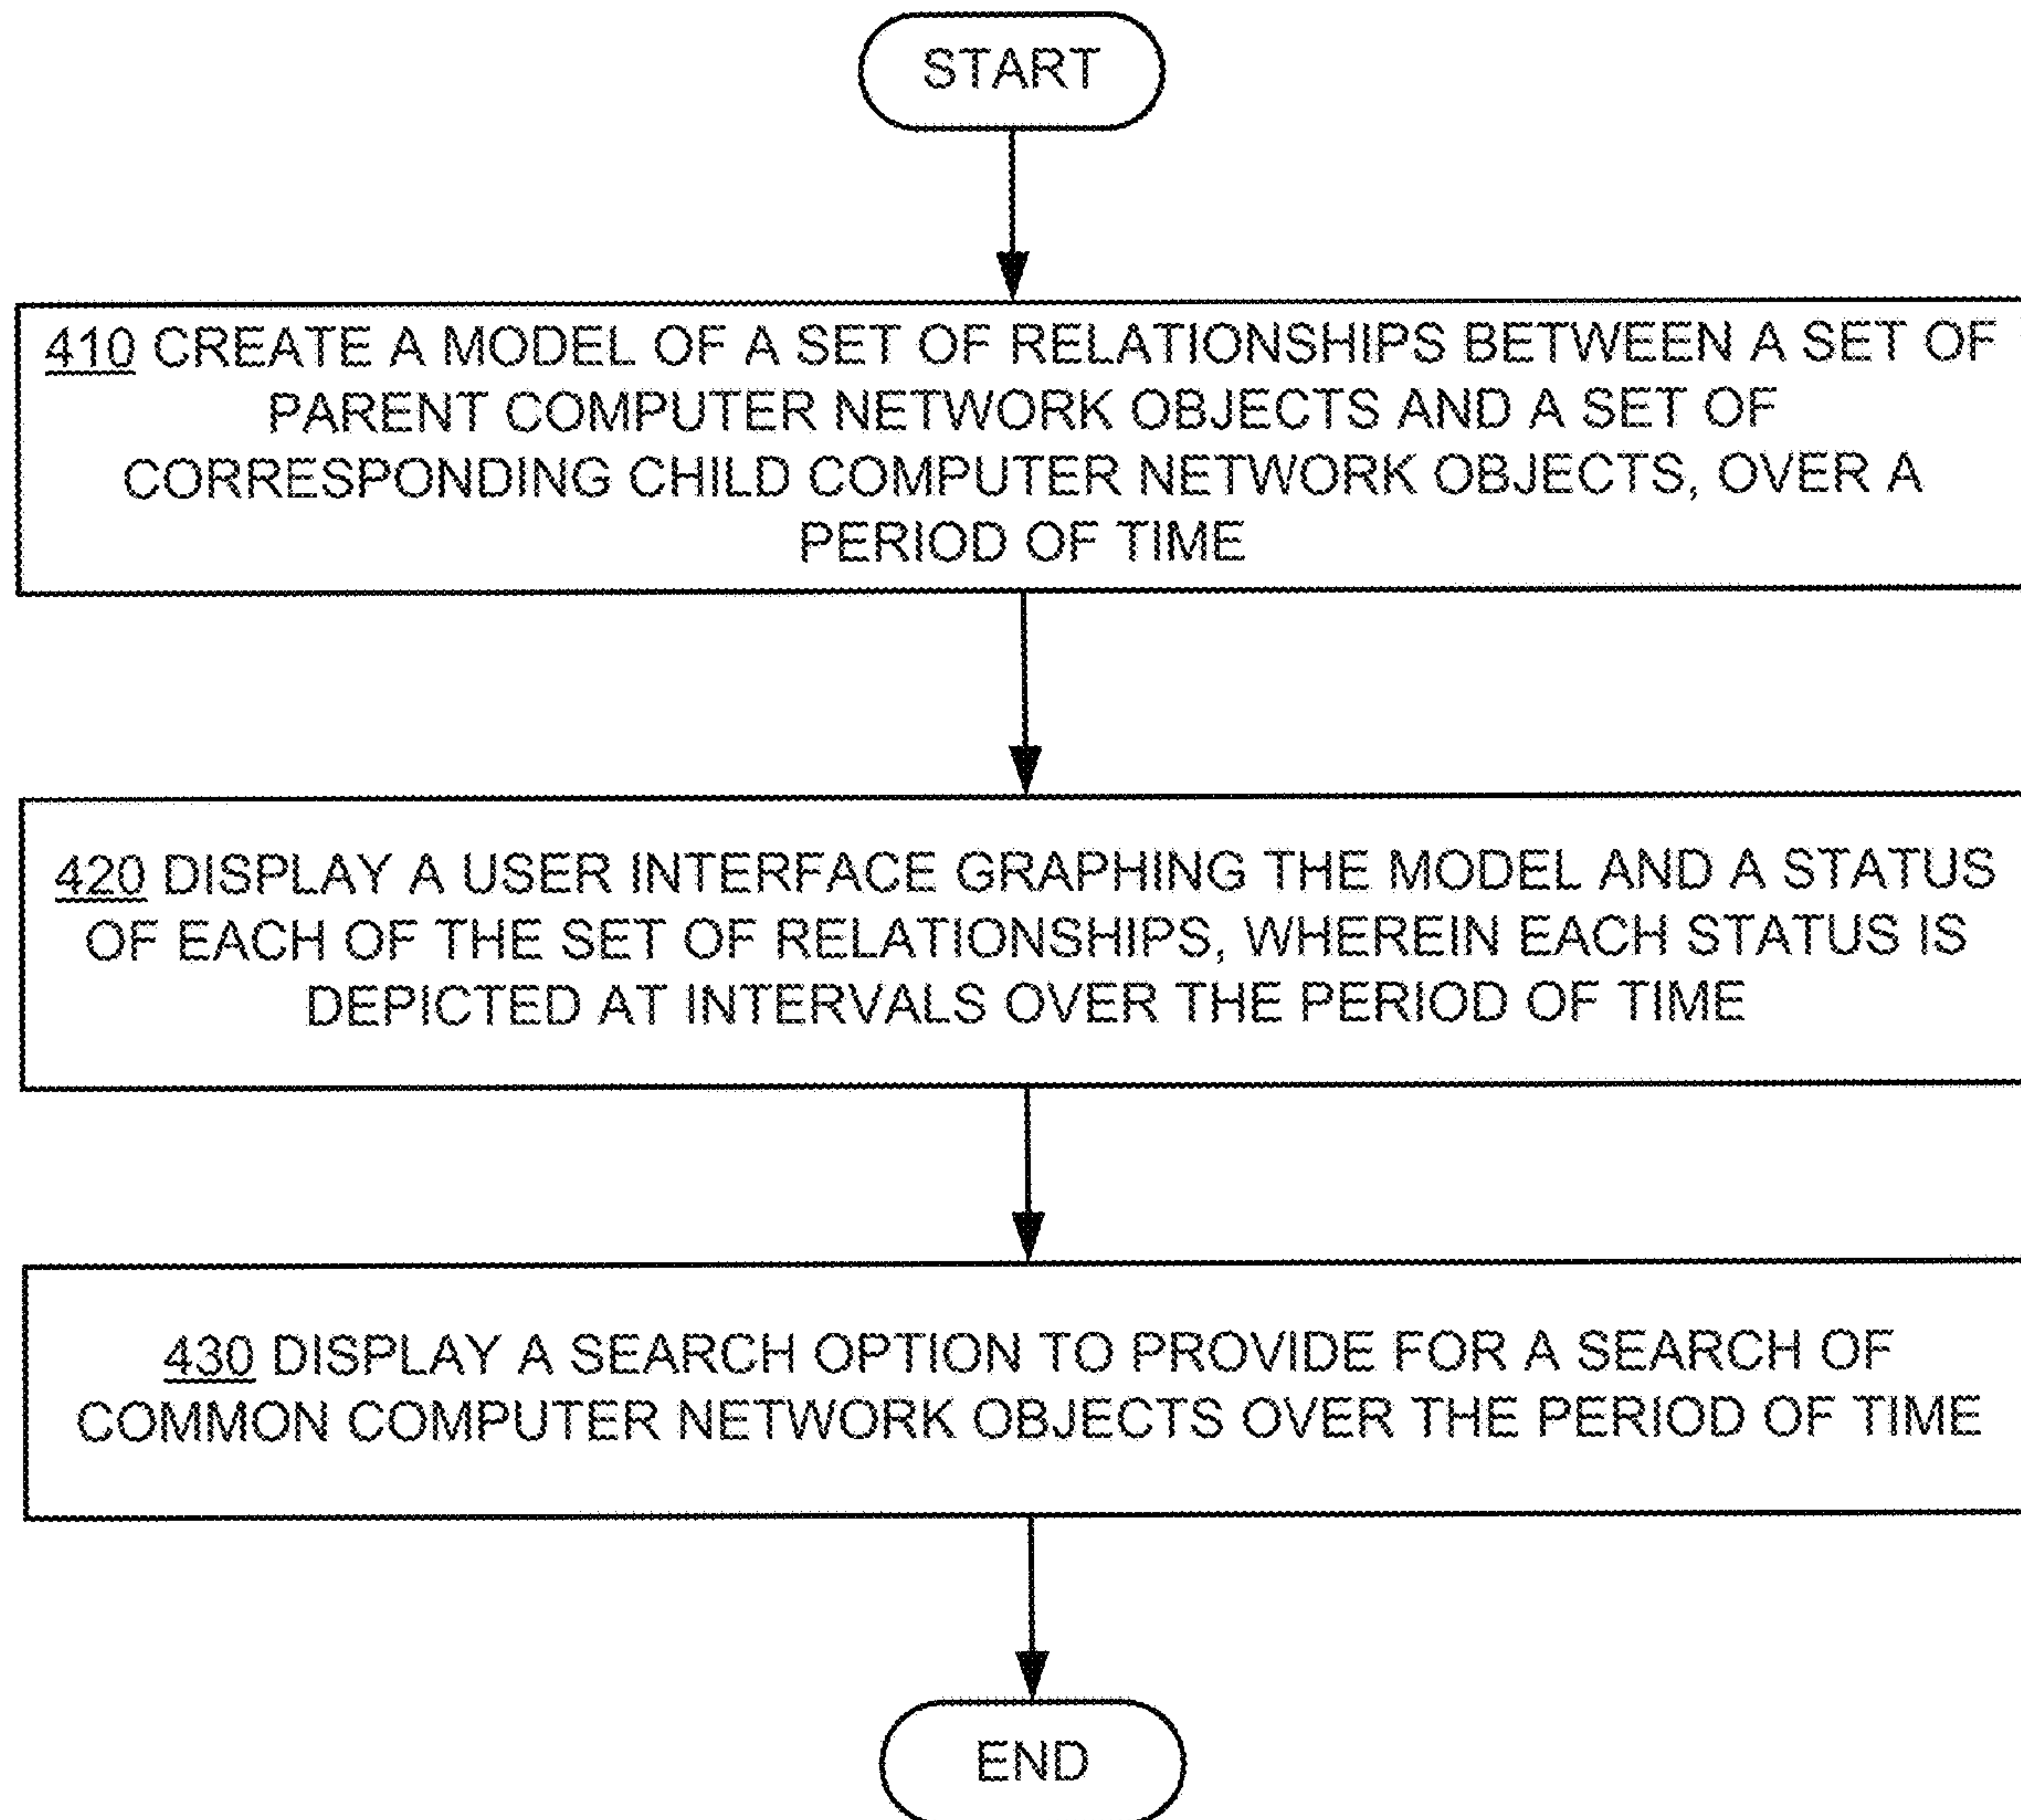 START
410 CREATE A MODEL OF A SET OF RELATIONSHIPS BETWEEN A SET OF
PARENT COMPUTER NETWORK OBJECTS AND A SET OF
CORRESPONDING CHILD COMPUTER NETWORK OBJECTS, OVER A
PERIOD OF TIME
420 DISPLAY A USER INTERFACE GRAPHING THE MODEL AND A STATUS
OF EACH OF THE SET OF RELATIONSHIPS, WHEREIN EACH STATUS IS
DEPICTED AT INTERVALS OVER THE PERIOD OF TIME
430 DISPLAY A SEARCH OPTION TO PROVIDE FOR A SEARCH OF
COMMON COMPUTER NETWORK OBJECTS OVER THE PERIOD OF TIME
END